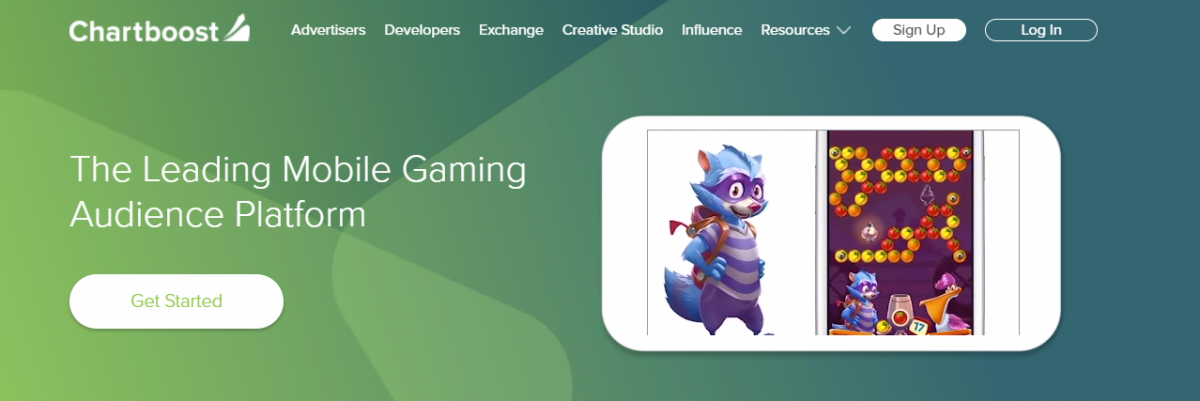 Chartboost
Advertisers Developers Exchange Creative Studio Influence Resources Sign Up Log In
The Leading Mobile Gaming
Audience Platform
Get Started
17